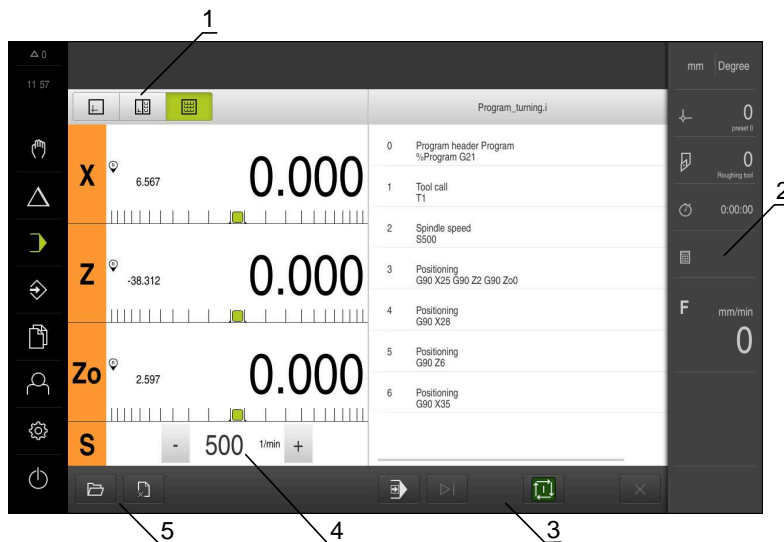 1
△ 0
11 57
mm Degree
Program_turning.i
0
preset 0
X R 6.567 0.000
0 Program header Program
%Program G21
1 Tool call
T1
0
Roughing tool
2
2 Spindle speed
S500
0:00:00
Z R -38.312 0.000
3 Positioning
G90 X25 G90 Z2 G90 Zo0
4 Positioning
G90 X28
F mm/min
0
5 Positioning
G90 Z6
Zo R 2.597 0.000
6 Positioning
G90 X35
S - 500 1/min +
5 4 3